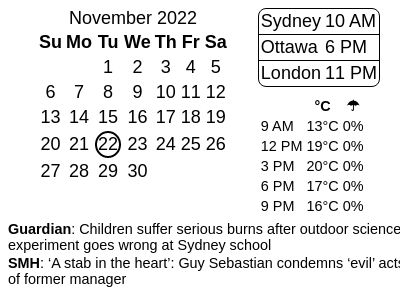 November 2022
Su Mo Tu We Th Fr Sa
1 2 3 4 5
6 7 8 9 10 11 12
13 14 15 16 17 18 19
20 21 22 23 24 25 26
27 28 29 30
Sydney 10 AM
Ottawa 6 PM
London 11 PM
°C ☂
9 AM 13°C 0%
12 PM 19°C 0%
3 PM 20°C 0%
6 PM 17°C 0%
9 PM 16°C 0%
Guardian: Children suffer serious burns after outdoor science
experiment goes wrong at Sydney school
SMH: ‘A stab in the heart’: Guy Sebastian condemns ‘evil’ acts
of former manager